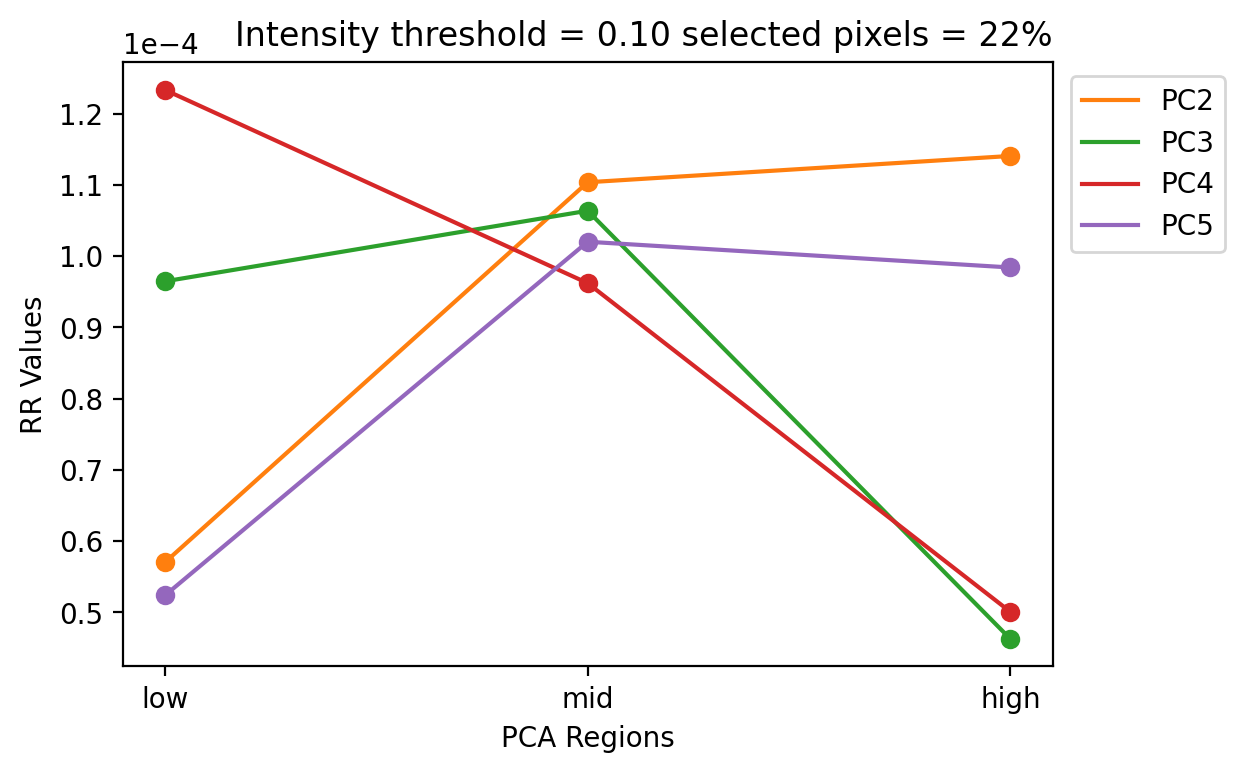 Intensity threshold = 0.10 selected pixels = 22%
1e−4
1.2
1.1
1.0
0.9
0.8
0.7
0.6
0.5
RR Values
low mid high
PCA Regions
PC2
PC3
PC4
PC5